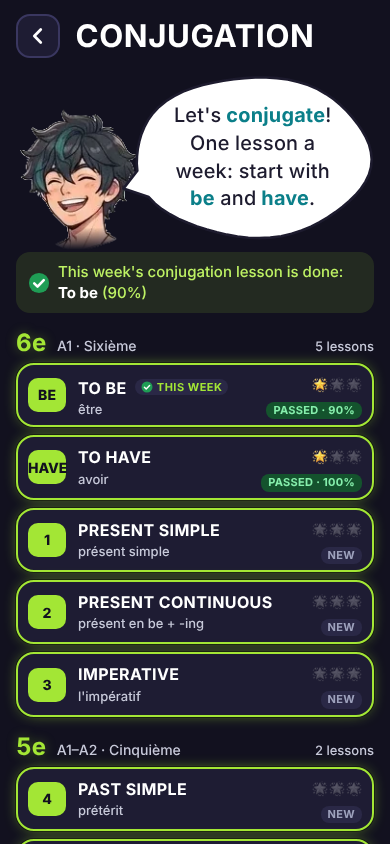 CONJUGATION
Let's conjugate!
One lesson a
week: start with
be and have.
This week's conjugation lesson is done:
To be (90%)
6e A1 · Sixième 5 lessons
BE TO BE THIS WEEK
être PASSED · 90%
HAVE TO HAVE
avoir PASSED · 100%
1 PRESENT SIMPLE
présent simple NEW
2 PRESENT CONTINUOUS
présent en be + -ing NEW
3 IMPERATIVE
l'impératif NEW
5e A1–A2 · Cinquième 2 lessons
4 PAST SIMPLE
prétérit NEW